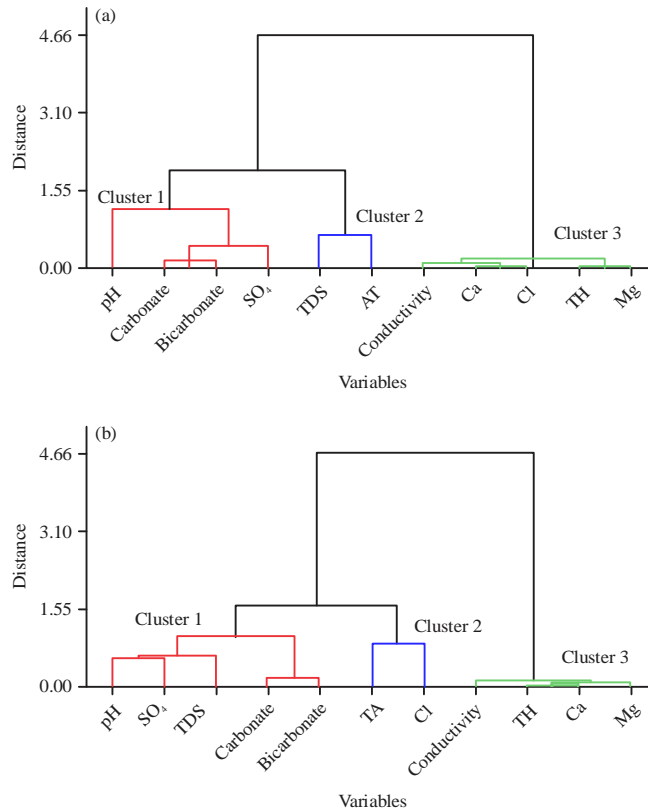 (a)
4.66
3.10
1.55
0.00
Distance
Cluster 1
Cluster 2
Cluster 3
pH
Carbonate
Bicarbonate
SO₄
TDS
AT
Conductivity
Ca
Cl
TH
Mg
Variables
(b)
4.66
3.10
1.55
0.00
Distance
Cluster 1
Cluster 2
Cluster 3
pH
SO₄
TDS
Carbonate
Bicarbonate
TA
Cl
Conductivity
TH
Ca
Mg
Variables